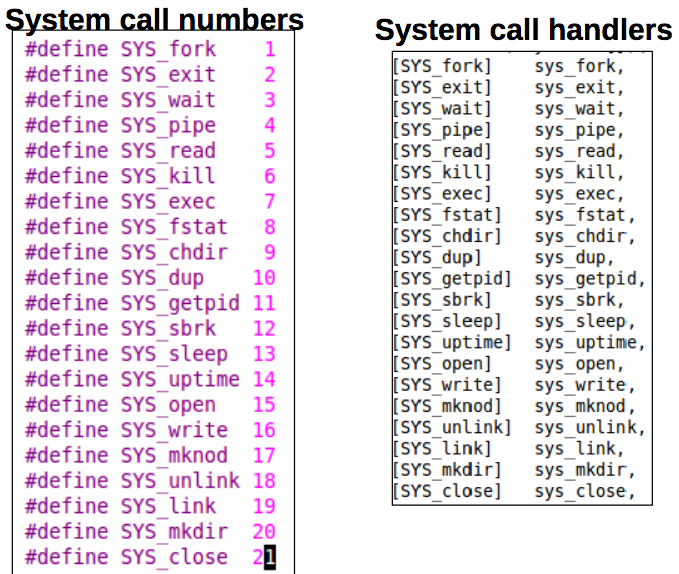 System call numbers
#define SYS_fork 1
#define SYS_exit 2
#define SYS_wait 3
#define SYS_pipe 4
#define SYS_read 5
#define SYS_kill 6
#define SYS_exec 7
#define SYS_fstat 8
#define SYS_chdir 9
#define SYS_dup 10
#define SYS_getpid 11
#define SYS_sbrk 12
#define SYS_sleep 13
#define SYS_uptime 14
#define SYS_open 15
#define SYS_write 16
#define SYS_mknod 17
#define SYS_unlink 18
#define SYS_link 19
#define SYS_mkdir 20
#define SYS_close 21
System call handlers
[SYS_fork] sys_fork,
[SYS_exit] sys_exit,
[SYS_wait] sys_wait,
[SYS_pipe] sys_pipe,
[SYS_read] sys_read,
[SYS_kill] sys_kill,
[SYS_exec] sys_exec,
[SYS_fstat] sys_fstat,
[SYS_chdir] sys_chdir,
[SYS_dup] sys_dup,
[SYS_getpid] sys_getpid,
[SYS_sbrk] sys_sbrk,
[SYS_sleep] sys_sleep,
[SYS_uptime] sys_uptime,
[SYS_open] sys_open,
[SYS_write] sys_write,
[SYS_mknod] sys_mknod,
[SYS_unlink] sys_unlink,
[SYS_link] sys_link,
[SYS_mkdir] sys_mkdir,
[SYS_close] sys_close,